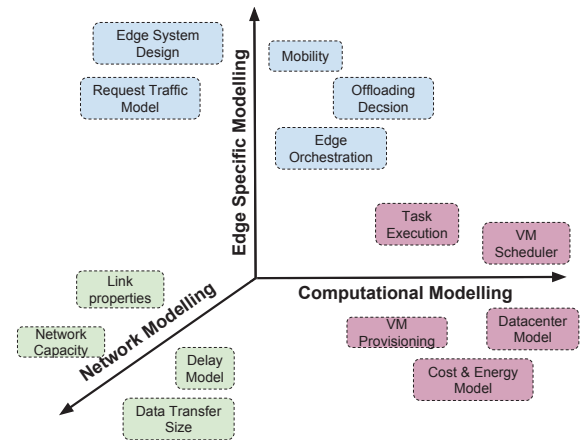 Edge System
Design
Request Traffic
Model
Edge Specific Modelling
Mobility
Offloading
Decsion
Edge
Orchestration
Task
Execution
VM
Scheduler
Computational Modelling
VM
Provisioning
Datacenter
Model
Cost & Energy
Model
Link
properties
Network Modelling
Network
Capacity
Delay
Model
Data Transfer
Size